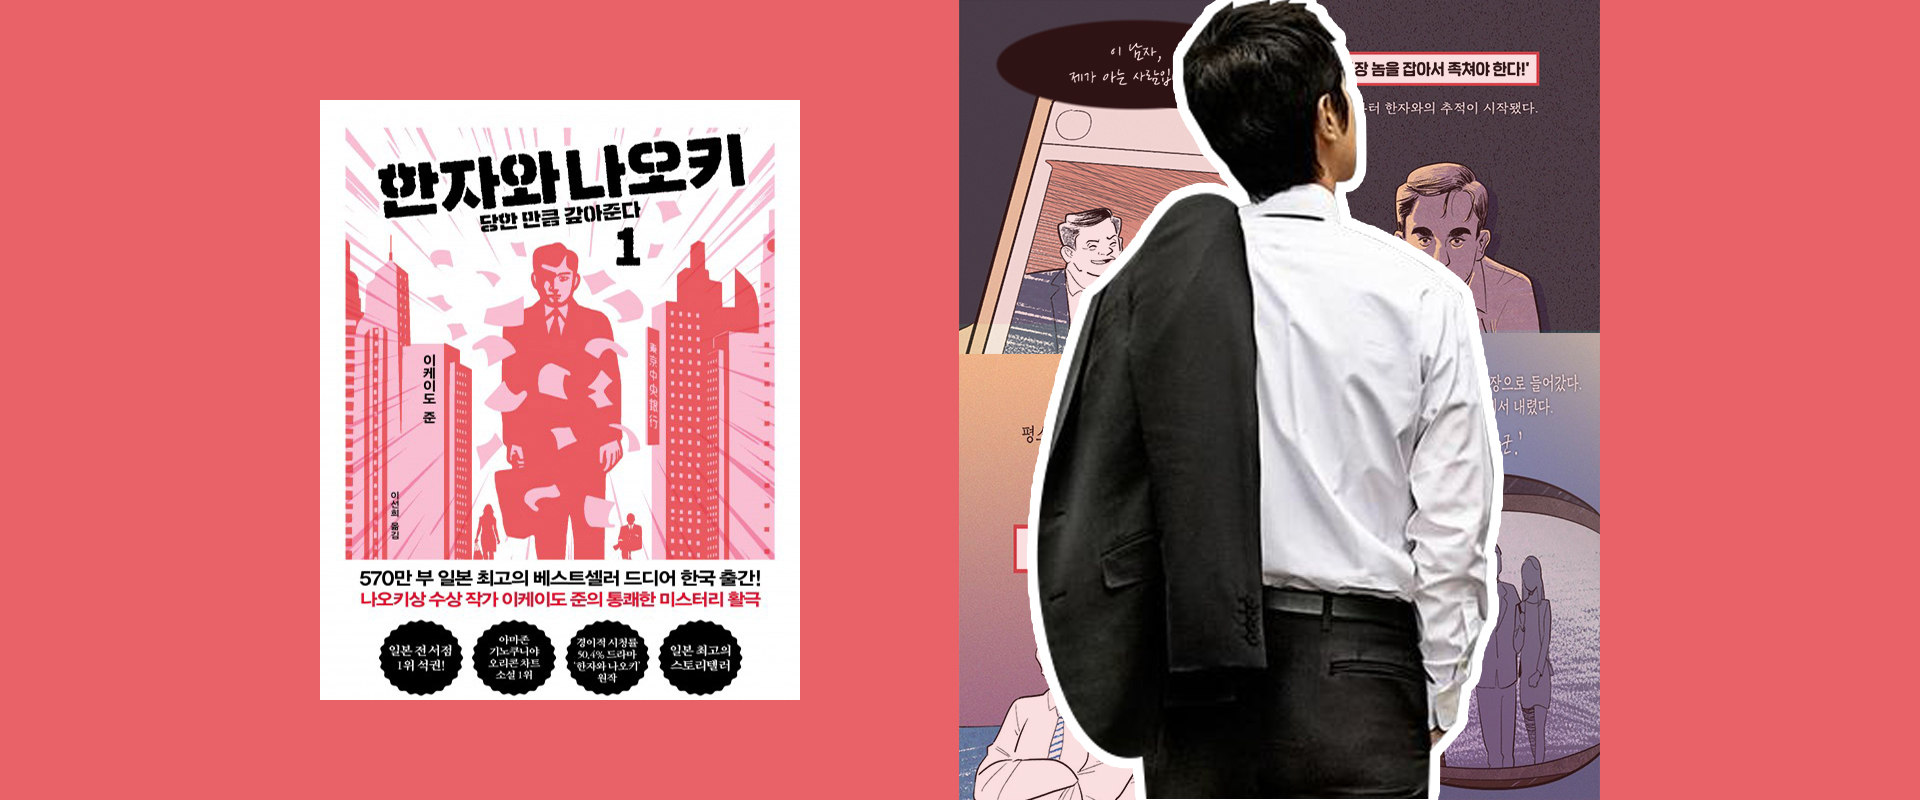 한자와 나오키
당한 만큼 갚아준다
1
이케이도 준
東京中央銀行
이선희 옮김
570만 부 일본 최고의 베스트셀러 드디어 한국 출간!
나오키상 수상 작가 이케이도 준의 통쾌한 미스터리 활극
일본 전 서점
1위 석권!
아마존
기노쿠니야
오리콘 차트
소설 1위
경이적 시청률
50.4% 드라마
'한자와 나오키'
원작
일본 최고의
스토리텔러
이 남자,
제가 아는 사람입
장 놈을 잡아서 족쳐야 한다!'
터 한자와의 추적이 시작됐다.
장으로 들어갔다.
서 내렸다.